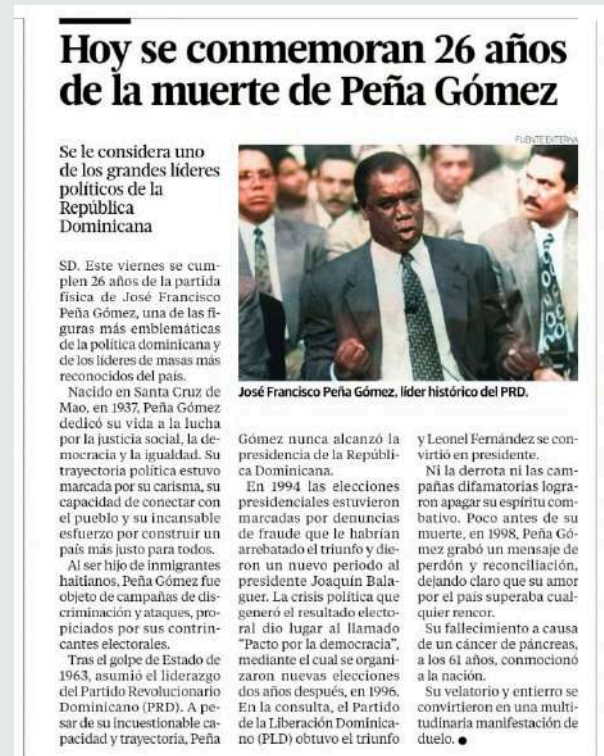 Hoy se conmemoran 26 años
de la muerte de Peña Gómez
Se le considera uno
de los grandes líderes
políticos de la
República
Dominicana
FUENTE EXTERNA
SD. Este viernes se cum-
plen 26 años de la partida
física de José Francisco
Peña Gómez, una de las fi-
guras más emblemáticas
de la política dominicana y
de los líderes de masas más
reconocidos del país.
Nacido en Santa Cruz de
Mao, en 1937, Peña Gómez
dedicó su vida a la lucha
por la justicia social, la de-
mocracia y la igualdad. Su
trayectoria política estuvo
marcada por su carisma, su
capacidad de conectar con
el pueblo y su incansable
esfuerzo por construir un
país más justo para todos.
Al ser hijo de inmigrantes
haitianos, Peña Gómez fue
objeto de campañas de dis-
criminación y ataques, pro-
piciados por sus contrin-
cantes electorales.
Tras el golpe de Estado de
1963, asumió el liderazgo
del Partido Revolucionario
Dominicano (PRD). A pe-
sar de su incuestionable ca-
pacidad y trayectoria, Peña
José Francisco Peña Gómez, líder histórico del PRD.
Gómez nunca alcanzó la
presidencia de la Repúbli-
ca Dominicana.
En 1994 las elecciones
presidenciales estuvieron
marcadas por denuncias
de fraude que le habrían
arrebatado el triunfo y die-
ron un nuevo periodo al
presidente Joaquín Bala-
guer. La crisis política que
generó el resultado electo-
ral dio lugar al llamado
“Pacto por la democracia”,
mediante el cual se organi-
zaron nuevas elecciones
dos años después, en 1996.
En la consulta, el Partido
de la Liberación Dominica-
no (PLD) obtuvo el triunfo
y Leonel Fernández se con-
virtió en presidente.
Ni la derrota ni las cam-
pañas difamatorias logra-
ron apagar su espíritu com-
bativo. Poco antes de su
muerte, en 1998, Peña Gó-
mez grabó un mensaje de
perdón y reconciliación,
dejando claro que su amor
por el país superaba cual-
quier rencor.
Su fallecimiento a causa
de un cáncer de páncreas,
a los 61 años, conmocionó
a la nación.
Su velatorio y entierro se
convirtieron en una multi-
tudinaria manifestación de
duelo.